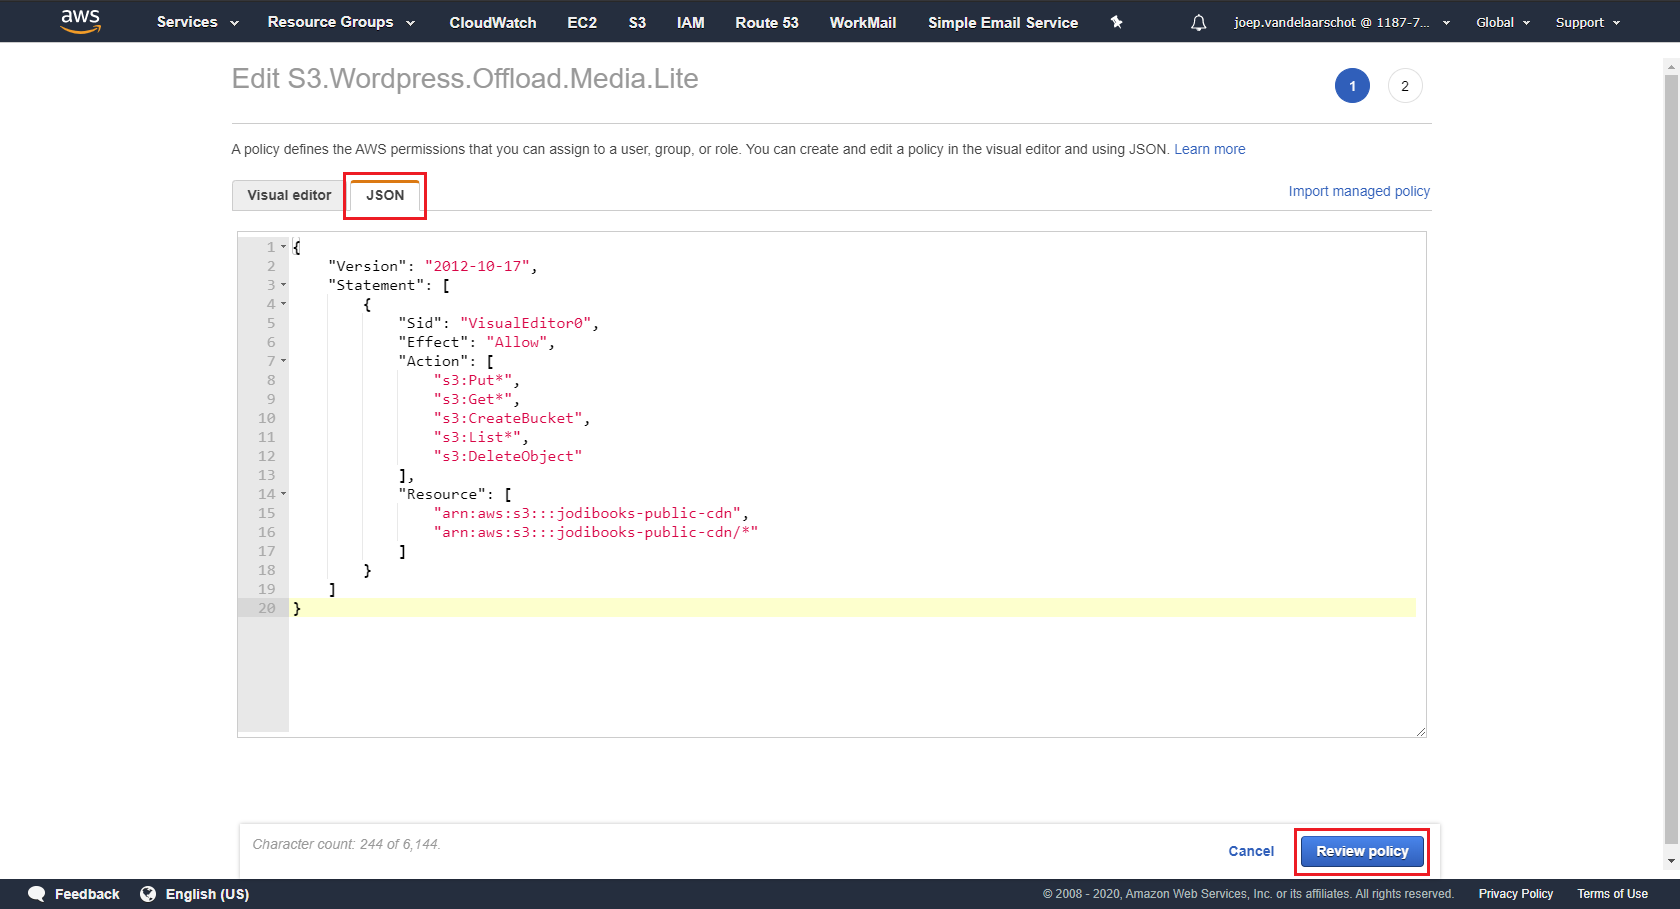 aws Services Resource Groups CloudWatch EC2 S3 IAM Route 53 WorkMail Simple Email Service joep.vandelaarschot @ 1187-7... Global Support
Edit S3.Wordpress.Offload.Media.Lite
1 2
A policy defines the AWS permissions that you can assign to a user, group, or role. You can create and edit a policy in the visual editor and using JSON. Learn more
Visual editor JSON Import managed policy
1 {
2 "Version": "2012-10-17",
3 "Statement": [
4 {
5 "Sid": "VisualEditor0",
6 "Effect": "Allow",
7 "Action": [
8 "s3:Put*",
9 "s3:Get*",
10 "s3:CreateBucket",
11 "s3:List*",
12 "s3:DeleteObject"
13 ],
14 "Resource": [
15 "arn:aws:s3:::jodibooks-public-cdn",
16 "arn:aws:s3:::jodibooks-public-cdn/*"
17 ]
18 }
19 ]
20 }
Character count: 244 of 6,144.
Cancel Review policy
Feedback English (US) © 2008 - 2020, Amazon Web Services, Inc. or its affiliates. All rights reserved. Privacy Policy Terms of Use